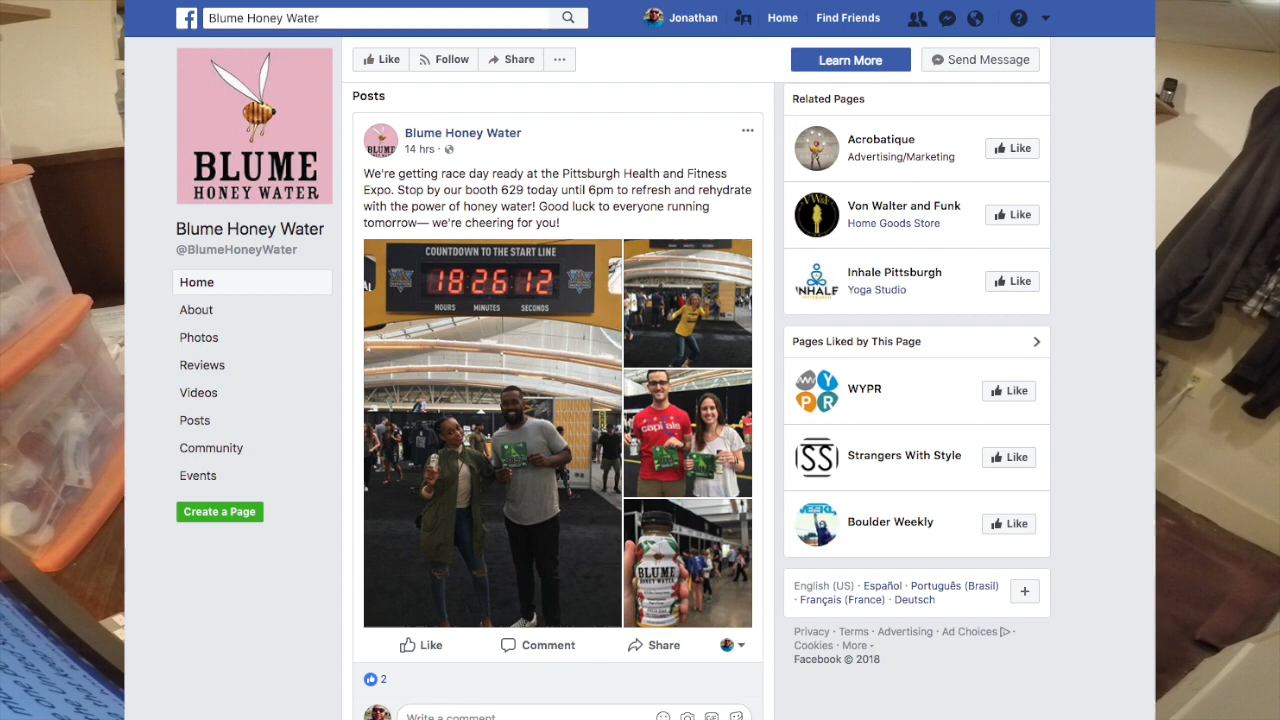 Blume Honey Water
Jonathan
Home
Find Friends
BLUME
HONEY WATER
Blume Honey Water
@BlumeHoneyWater
Home
About
Photos
Reviews
Videos
Posts
Community
Events
Create a Page
Like
Follow
Share
Learn More
Send Message
Posts
Blume Honey Water
14 hrs ·
We're getting race day ready at the Pittsburgh Health and Fitness
Expo. Stop by our booth 629 today until 6pm to refresh and rehydrate
with the power of honey water! Good luck to everyone running
tomorrow— we're cheering for you!
COUNTDOWN TO THE START LINE
18:26:12
HOURS MINUTES SECONDS
BLUME
HONEY WATER
Like
Comment
Share
2
Write a comment
Related Pages
Acrobatique
Advertising/Marketing
Like
Von Walter and Funk
Home Goods Store
Like
INHALE
Inhale Pittsburgh
Yoga Studio
Like
Pages Liked by This Page
WYPR
WYPR
Like
SS
Strangers With Style
Like
Boulder Weekly
Like
English (US) · Español · Português (Brasil)
· Français (France) · Deutsch
Privacy · Terms · Advertising · Ad Choices ·
Cookies · More
Facebook © 2018